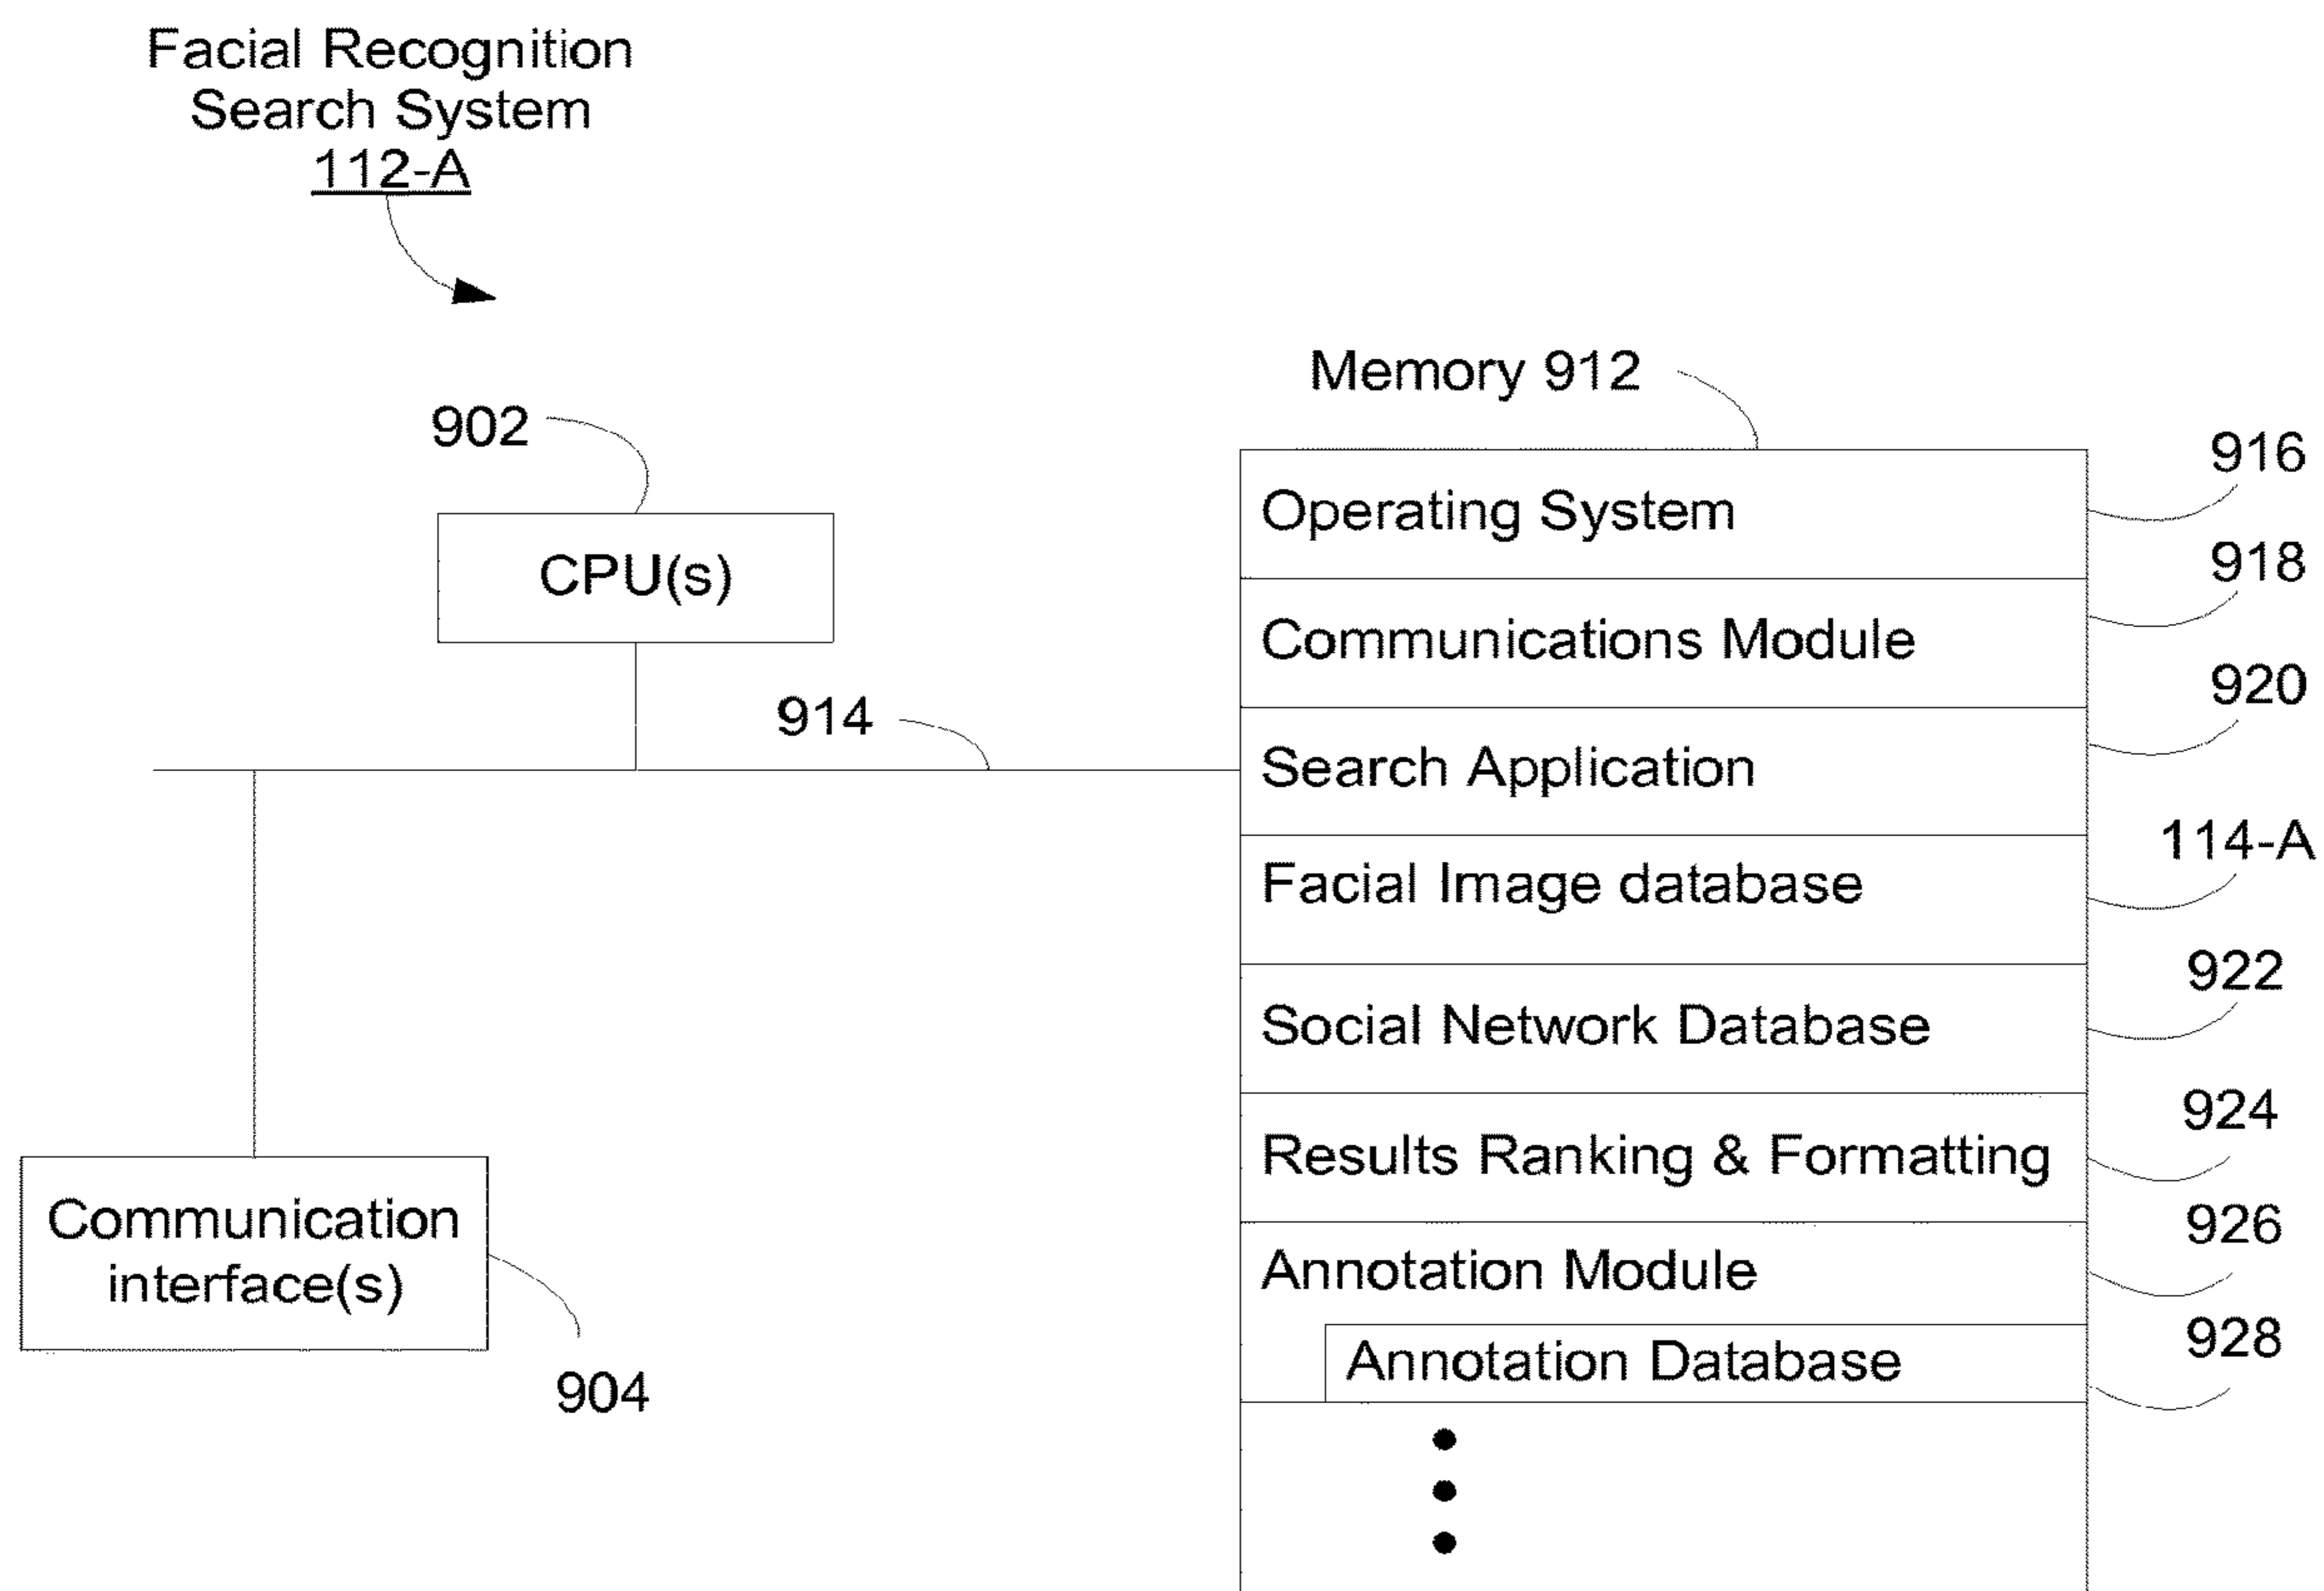 Facial Recognition
Search System
112-A
Memory 912
902
916
Operating System
CPU(s)
918
Communications Module
914
920
Search Application
114-A
Facial Image database
922
Social Network Database
924
Results Ranking & Formatting
Communication
interface(s)
926
Annotation Module
928
Annotation Database
904